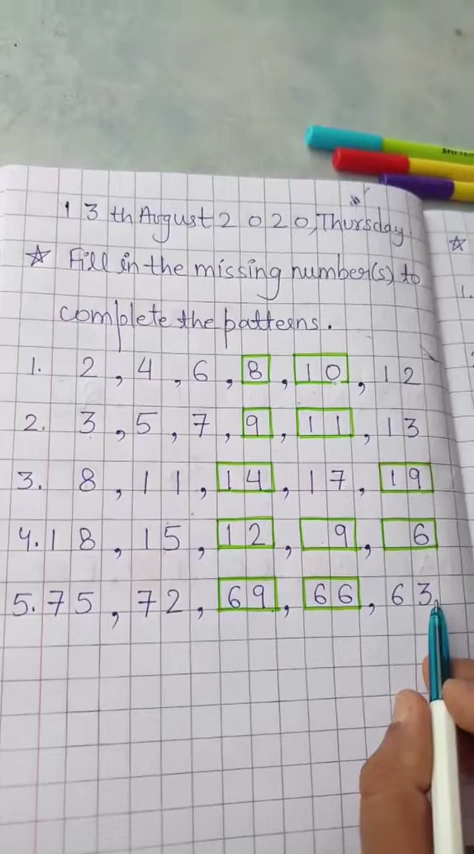 13th August 2020, Thursday.
☆ Fill in the missing number(s) to
complete the patterns.
1. 2, 4, 6, 8, 10, 12
2. 3, 5, 7, 9, 11, 13
3. 8, 11, 14, 17, 19
4. 18, 15, 12, 9, 6
5. 75, 72, 69, 66, 63,
☆
1.